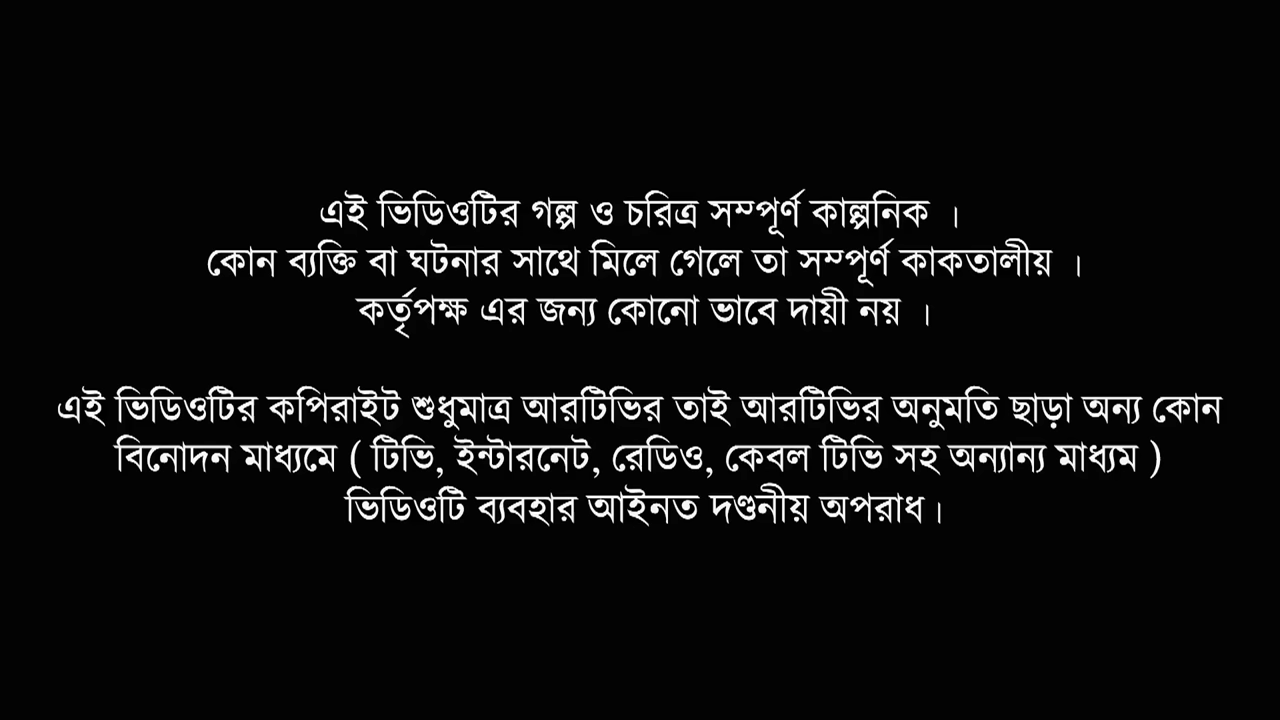 এই ভিডিওটির গল্প ও চরিত্র সম্পূর্ণ কাল্পনিক ।
কোন ব্যক্তি বা ঘটনার সাথে মিলে গেলে তা সম্পূর্ণ কাকতালীয় ।
কর্তৃপক্ষ এর জন্য কোনো ভাবে দায়ী নয় ।
এই ভিডিওটির কপিরাইট শুধুমাত্র আরটিভির তাই আরটিভির অনুমতি ছাড়া অন্য কোন
বিনোদন মাধ্যমে ( টিভি, ইন্টারনেট, রেডিও, কেবল টিভি সহ অন্যান্য মাধ্যম )
ভিডিওটি ব্যবহার আইনত দণ্ডনীয় অপরাধ।